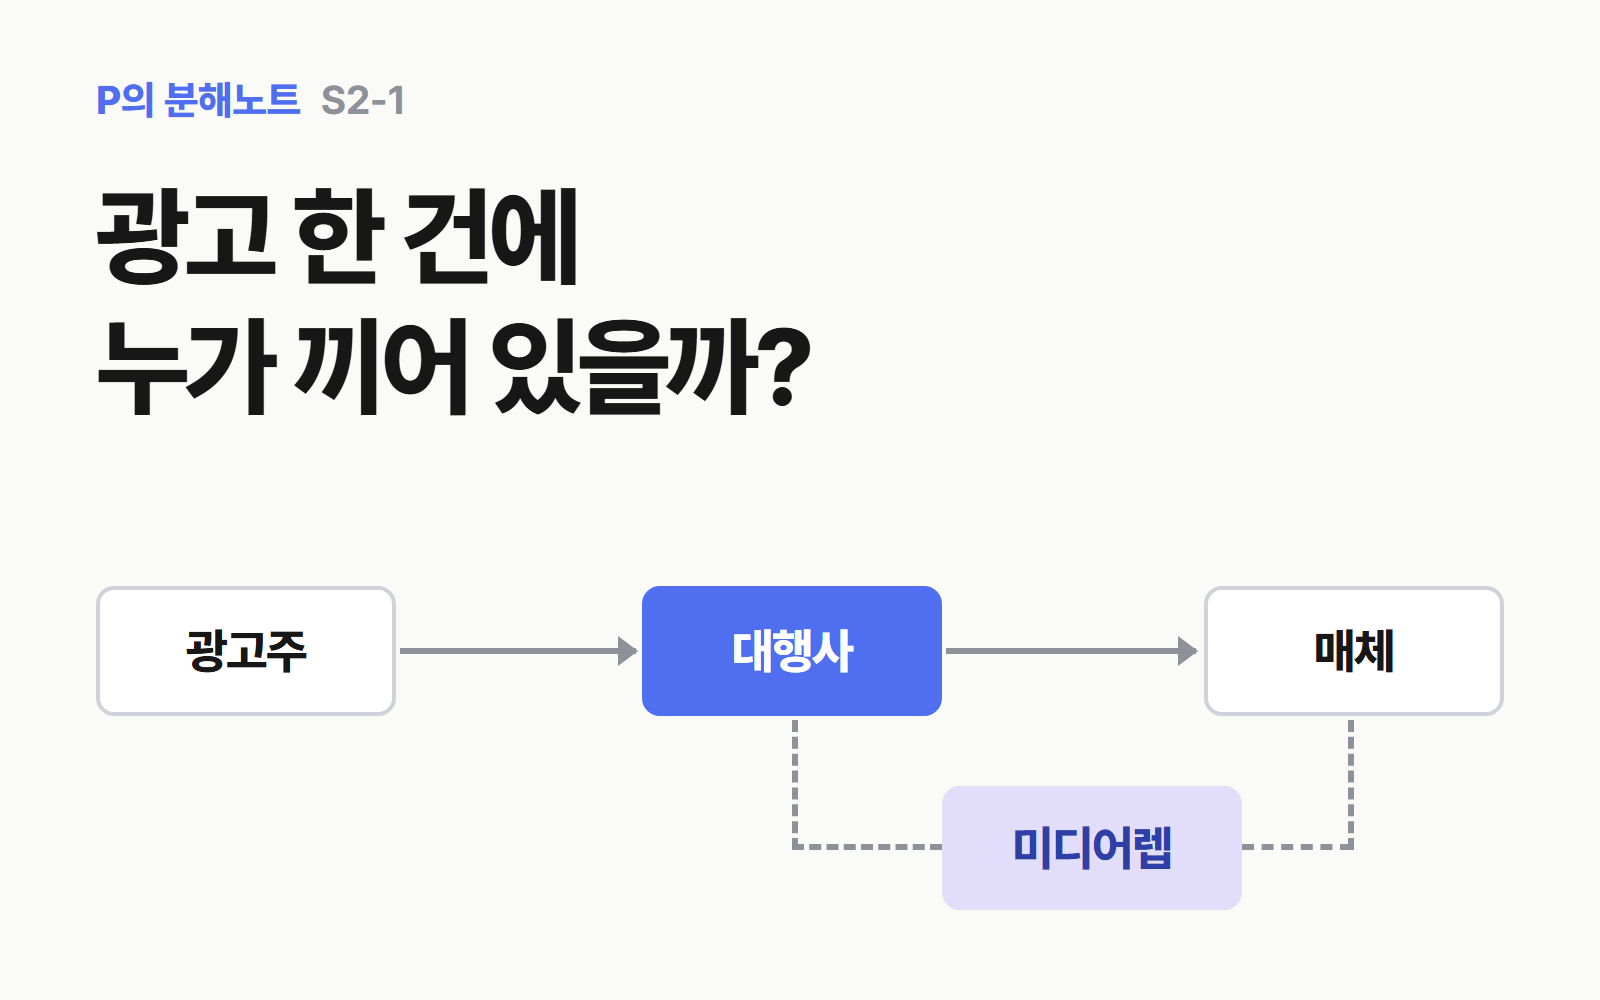 P의 분해노트 S2-1
광고 한 건에
누가 끼어 있을까?
광고주
대행사
매체
미디어렙